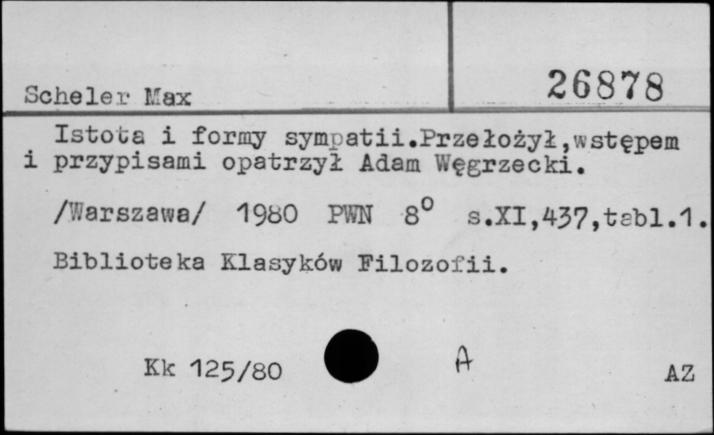 26878
Scheler Max
Istota i formy sympatii.Przełożył,wstępem
i przypisami opatrzył Adam Węgrzecki.
/Warszawa/ 1980 PWN 8° s.XI,437,tabl.1.
Biblioteka Klasyków Filozofii.
Kk 125/80 A AZ